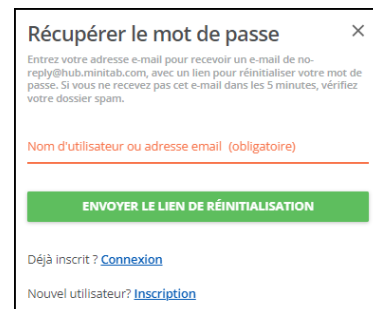 Récupérer le mot de passe
Entrez votre adresse e-mail pour recevoir un e-mail de no-
reply@hub.minitab.com, avec un lien pour réinitialiser votre mot de
passe. Si vous ne recevez pas cet e-mail dans les 5 minutes, vérifiez
votre dossier spam.
Nom d'utilisateur ou adresse email (obligatoire)
ENVOYER LE LIEN DE RÉINITIALISATION
Déjà inscrit ? Connexion
Nouvel utilisateur? Inscription